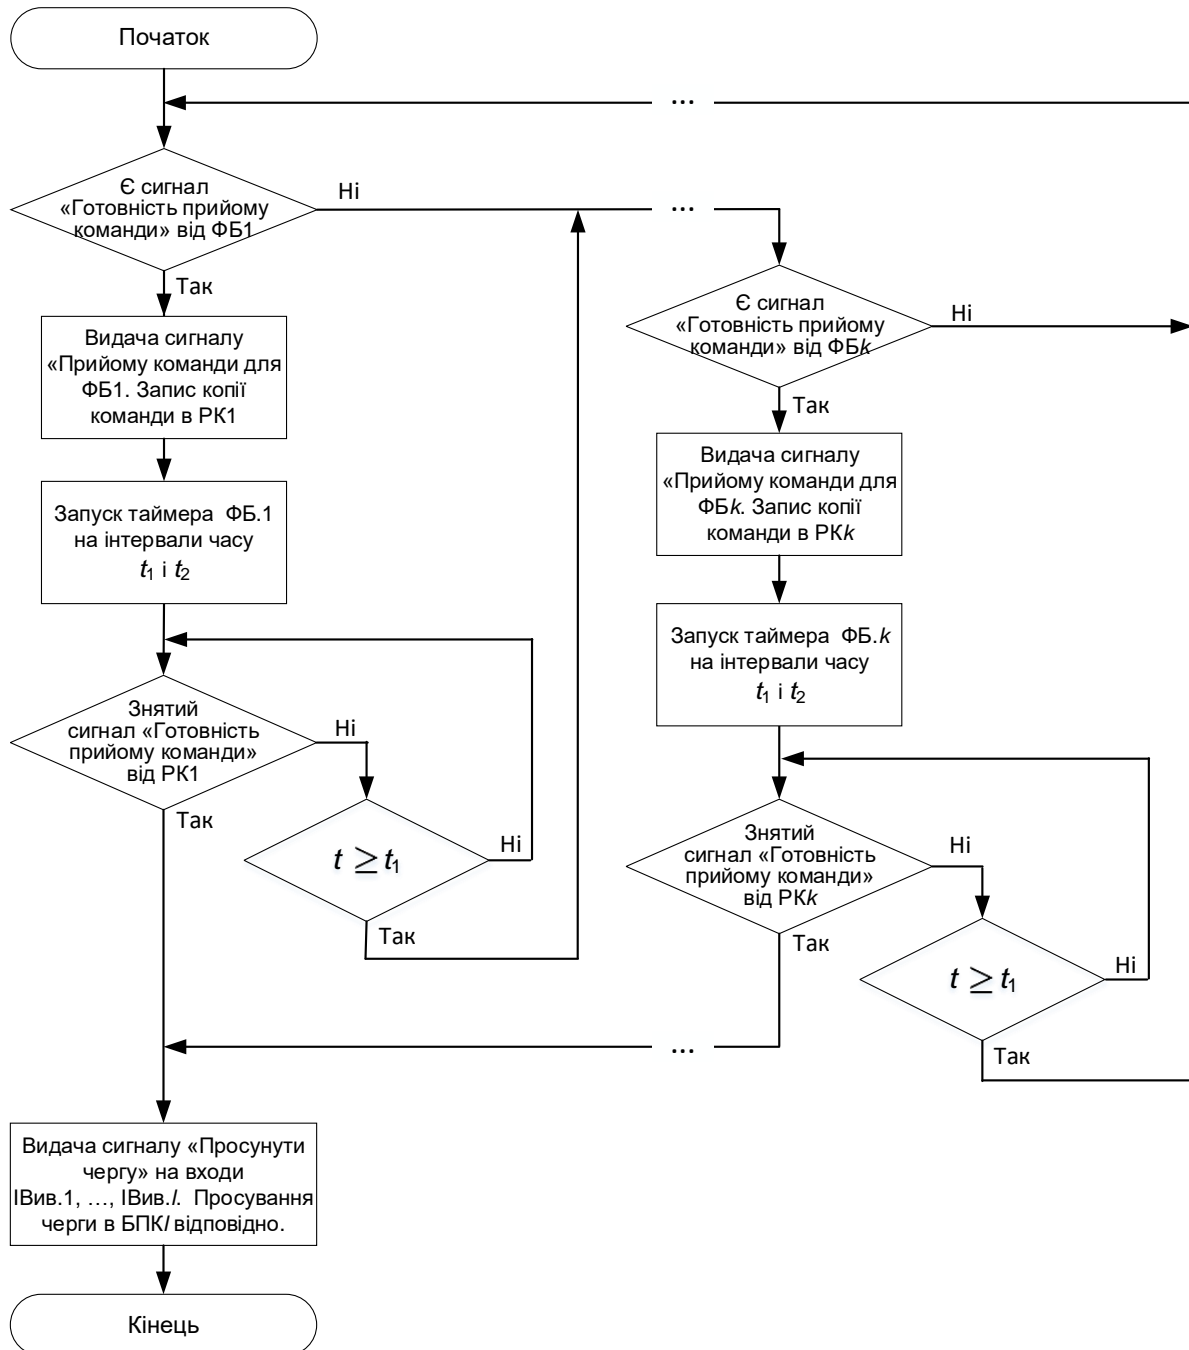 Початок
...
Є сигнал
«Готовність прийому
команди» від ФБ1
Ні
...
Так
Є сигнал
«Готовність прийому
команди» від ФБk
Ні
Так
Видача сигналу
«Прийому команди для
ФБ1. Запис копії
команди в РК1
Видача сигналу
«Прийому команди для
ФБk. Запис копії
команди в РКk
Запуск таймера ФБ.1
на інтервали часу
t1 і t2
Запуск таймера ФБ.k
на інтервали часу
t1 і t2
Знятий
сигнал «Готовність
прийому команди»
від РК1
Ні
Так
t ≥ t1
Ні
Так
Знятий
сигнал «Готовність
прийому команди»
від РКk
Ні
Так
t ≥ t1
Ні
Так
...
Видача сигналу «Просунути
чергу» на входи
ІВив.1, …, ІВив.l. Просування
черги в БПКl відповідно.
Кінець